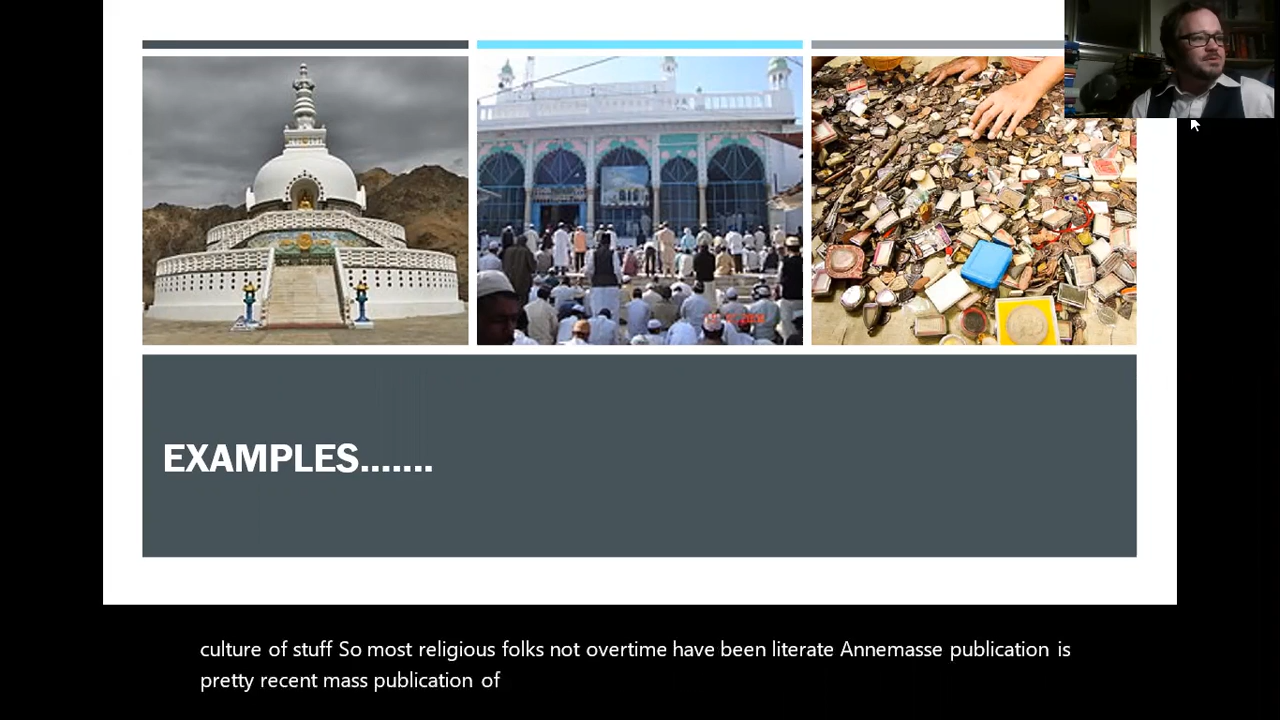 EXAMPLES.......
culture of stuff So most religious folks not overtime have been literate Annemasse publication is
pretty recent mass publication of